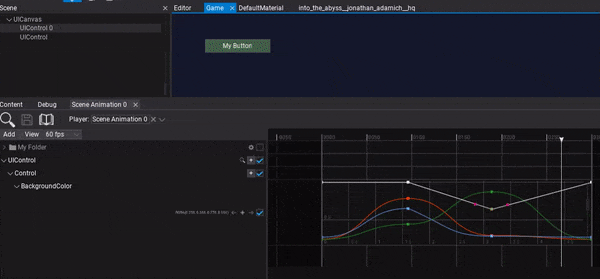 Scene
UICanvas
UIControl 0
UIControl
Editor Game DefaultMaterial into_the_abyss__jonathan_adamich__hq
My Button
Content Debug Scene Animation 0
Player: Scene Animation 0
Add View 60 fps
My Folder
UIControl
Control
BackgroundColor